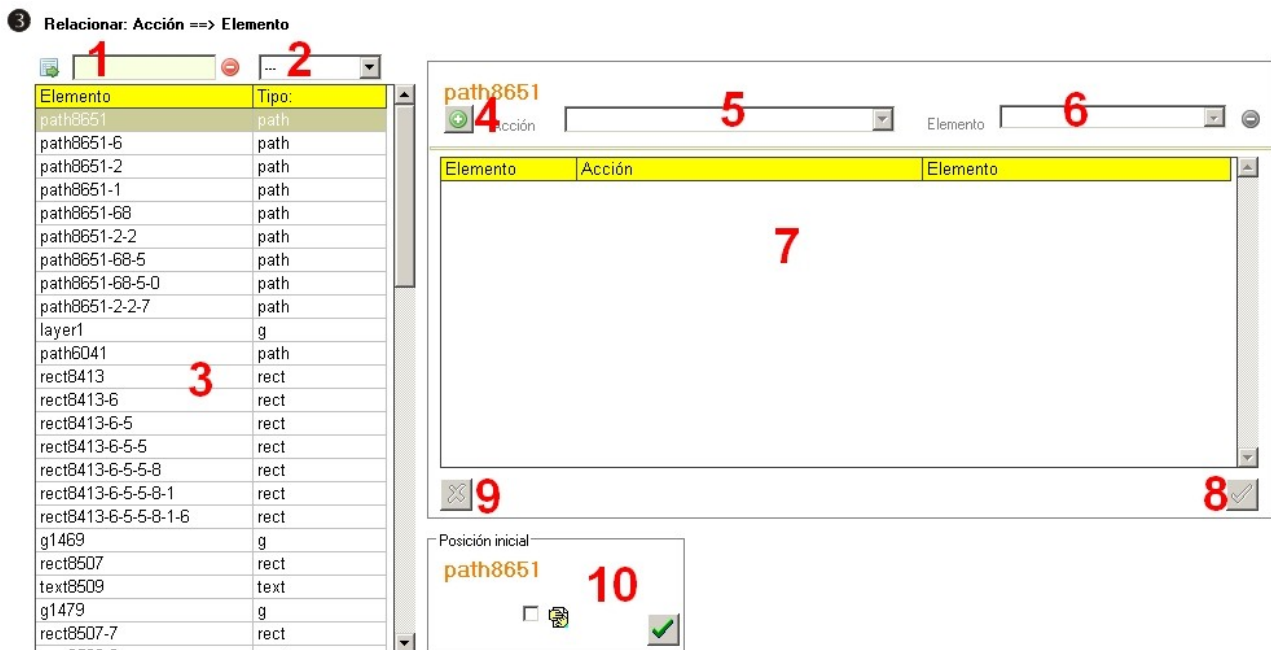 3 Relacionar: Acción ==> Elemento
1
--- 2
Elemento Tipo:
path8651 path
path8651-6 path
path8651-2 path
path8651-1 path
path8651-68 path
path8651-2-2 path
path8651-68-5 path
path8651-68-5-0 path
path8651-2-2-7 path
layer1 g
path6041 path
rect8413 rect
3
rect8413-6 rect
rect8413-6-5 rect
rect8413-6-5-5 rect
rect8413-6-5-5-8 rect
rect8413-6-5-5-8-1 rect
rect8413-6-5-5-8-1-6 rect
g1469 g
rect8507 rect
text8509 text
g1479 g
rect8507-7 rect
path8651
4 Acción 5 Elemento 6
Elemento Acción Elemento
7
9 8
Posición inicial
path8651
10